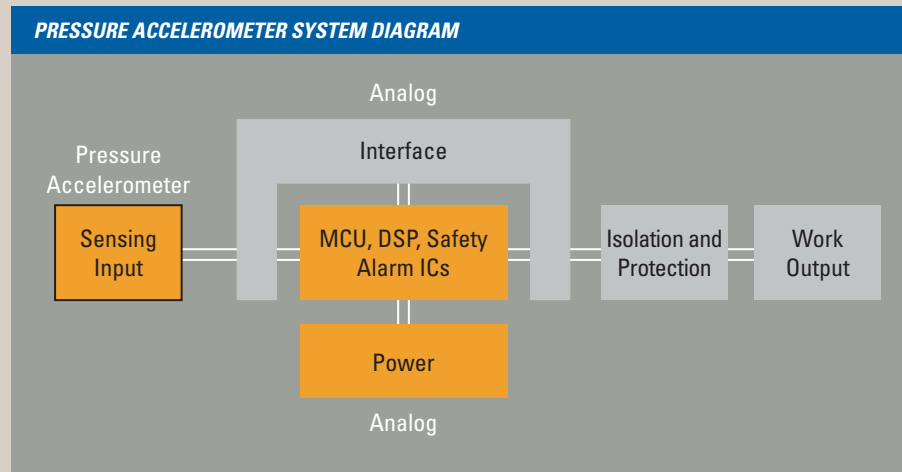 PRESSURE ACCELEROMETER SYSTEM DIAGRAM
Analog
Interface
Pressure
Accelerometer
Sensing
Input
MCU, DSP, Safety
Alarm ICs
Isolation and
Protection
Work
Output
Power
Analog